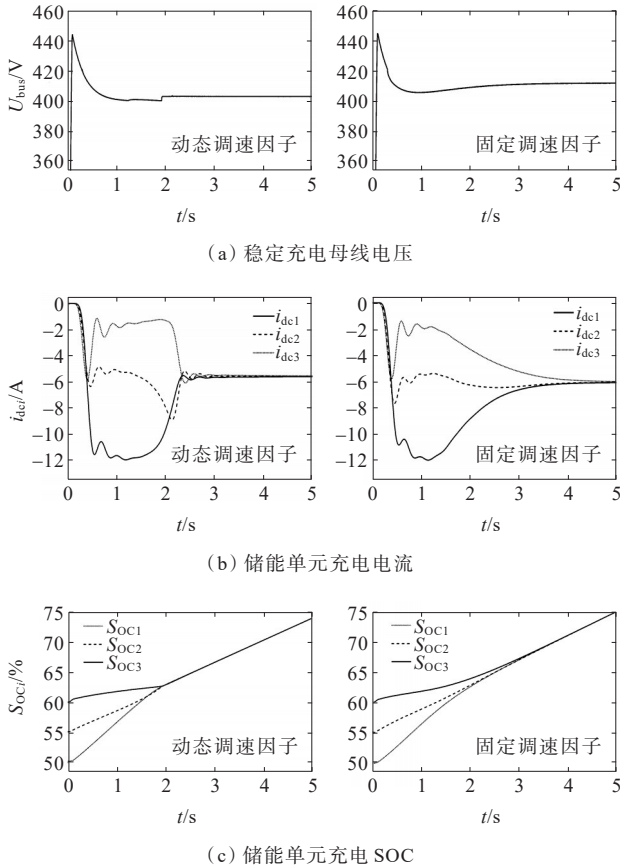 460
440
420
400
380
360
U_bus/V
动态调速因子
0 1 2 3 4 5
t/s
460
440
420
400
380
360
固定调速因子
0 1 2 3 4 5
t/s
（a）稳定充电母线电压
0
−2
−4
−6
−8
−10
−12
i_dci/A
i_dc1
i_dc2
i_dc3
动态调速因子
0 1 2 3 4 5
t/s
0
−2
−4
−6
−8
−10
−12
i_dc1
i_dc2
i_dc3
固定调速因子
0 1 2 3 4 5
t/s
（b）储能单元充电电流
75
70
65
60
55
50
S_OCi/%
S_OC1
S_OC2
S_OC3
动态调速因子
0 1 2 3 4 5
t/s
75
70
65
60
55
50
S_OC1
S_OC2
S_OC3
固定调速因子
0 1 2 3 4 5
t/s
（c）储能单元充电 SOC